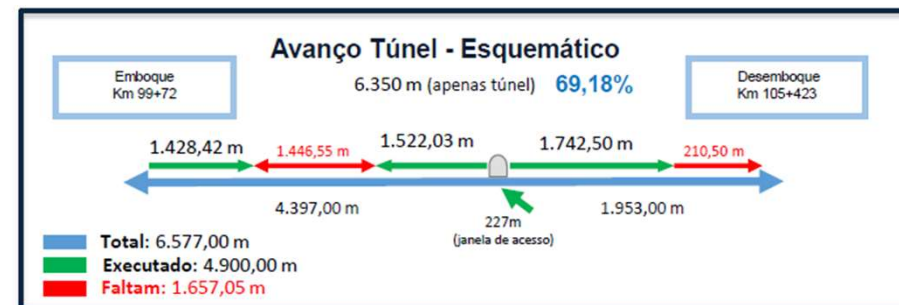 Avanço Túnel - Esquemático
Emboque
Km 99+72
6.350 m (apenas túnel) 69,18%
Desemboque
Km 105+423
1.428,42 m
1.446,55 m
1.522,03 m
1.742,50 m
210,50 m
4.397,00 m
227m
(janela de acesso)
1.953,00 m
Total: 6.577,00 m
Executado: 4.900,00 m
Faltam: 1.657,05 m